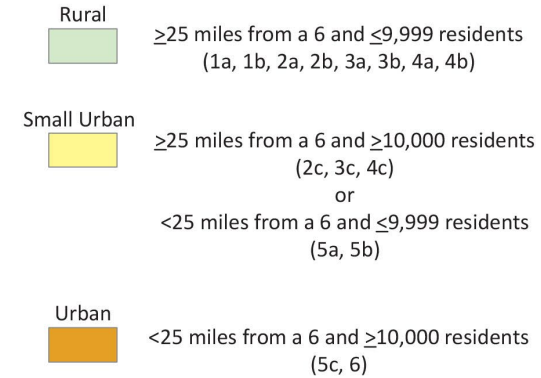 Rural
≥25 miles from a 6 and ≤9,999 residents
(1a, 1b, 2a, 2b, 3a, 3b, 4a, 4b)
Small Urban
≥25 miles from a 6 and ≥10,000 residents
(2c, 3c, 4c)
or
<25 miles from a 6 and ≤9,999 residents
(5a, 5b)
Urban
<25 miles from a 6 and ≥10,000 residents
(5c, 6)